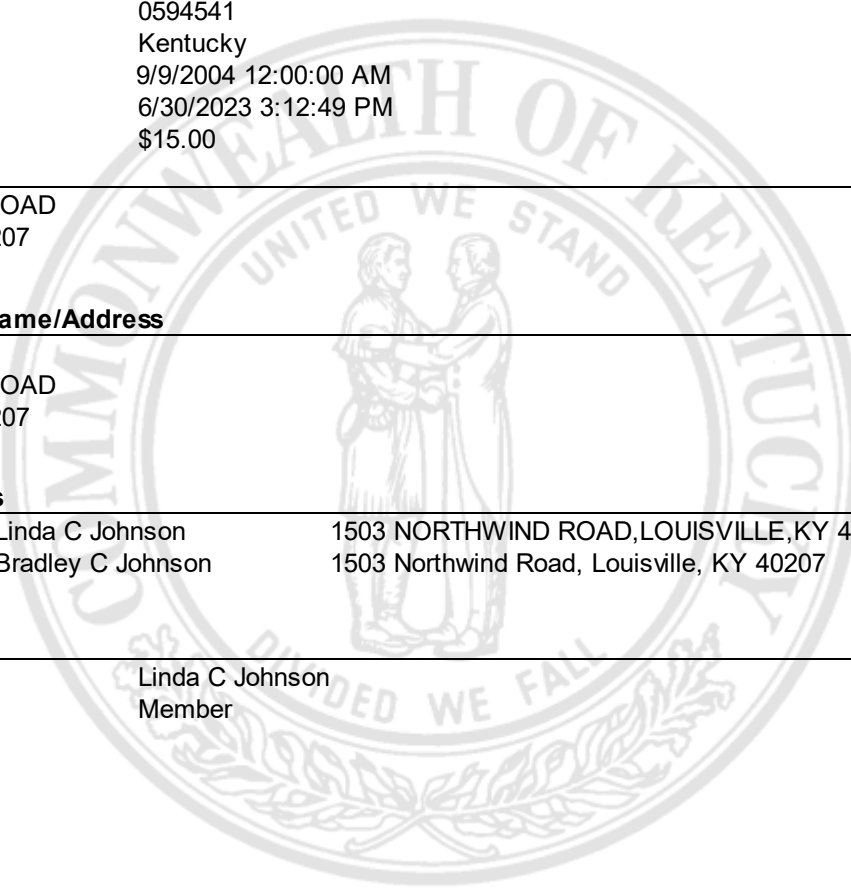 0594541
Kentucky
9/9/2004 12:00:00 AM
6/30/2023 3:12:49 PM
$15.00
OAD
207
ame/Address
OAD
207
s
Linda C Johnson 1503 NORTHWIND ROAD,LOUISVILLE,KY 4
Bradley C Johnson 1503 Northwind Road, Louisville, KY 40207
Linda C Johnson
Member
COMMONWEALTH OF KENTUCKY
UNITED WE STAND
DIVIDED WE FALL